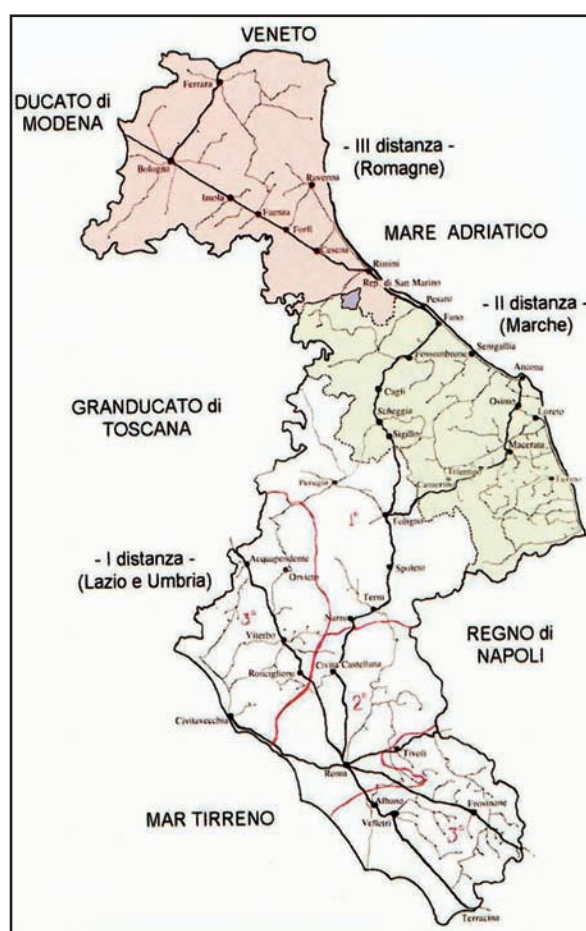 VENETO
Ferrara
DUCATO di
MODENA
Bologna
- III distanza -
(Romagne)
Ravenna
Imola
Faenza
Forlì
Cesena
MARE ADRIATICO
Rimini
Rep. di San Marino
Pesaro
Fano
- II distanza -
(Marche)
Fossombrone
Senigallia
Ancona
Cagli
GRANDUCATO di
TOSCANA
Osimo
Loreto
Scheggia
Sigillo
Macerata
Tolentino
Camerino
Fermo
Perugia
1°
Foligno
- I distanza -
(Lazio e Umbria)
Acquapendente
Orvieto
Spoleto
Terni
3°
Narni
REGNO di
NAPOLI
Viterbo
Ronciglione
Civita Castellana
2°
Civitavecchia
Tivoli
Roma
MAR TIRRENO
Albano
Frosinone
Velletri
3°
Terracina